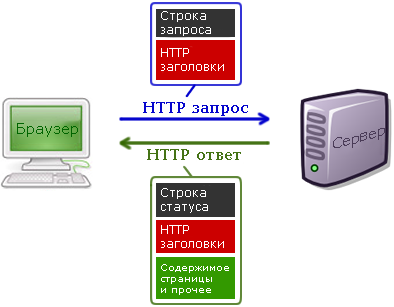 Строка
запроса
HTTP
заголовки
HTTP запрос
Браузер
Сервер
HTTP ответ
Строка
статуса
HTTP
заголовки
Содержимое
страницы
и прочее